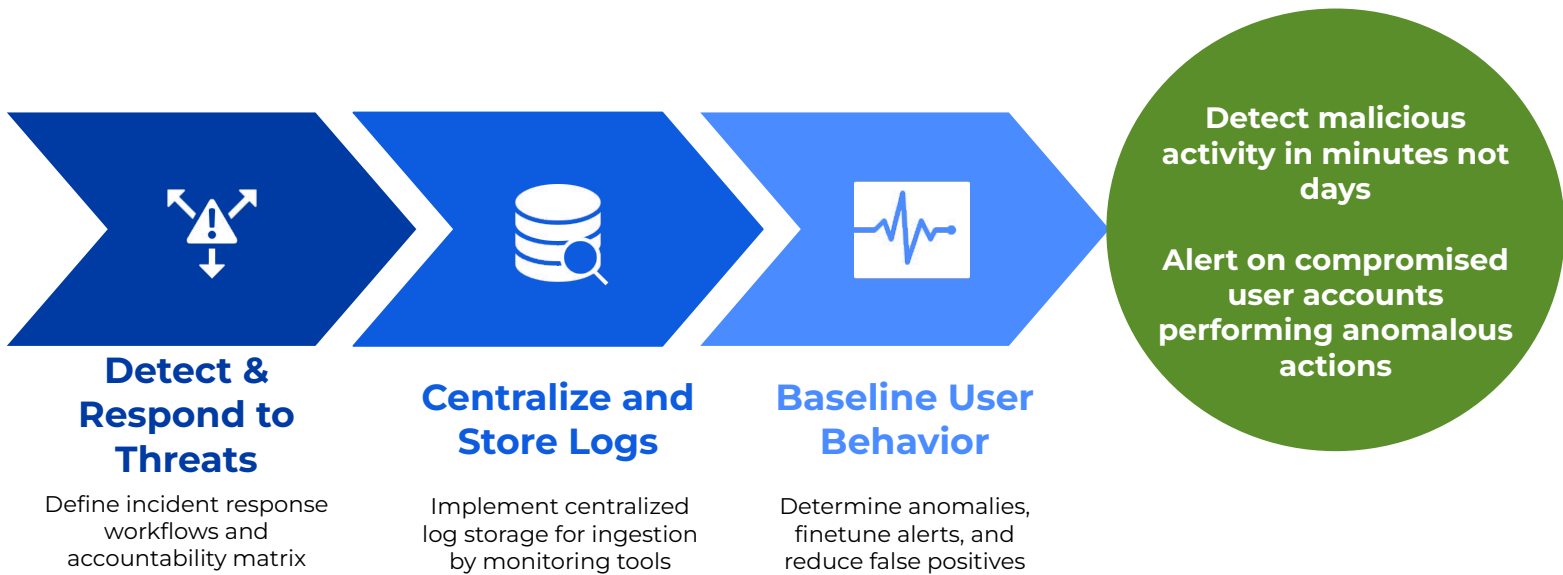 Detect &
Respond to
Threats
Define incident response
workflows and
accountability matrix
Centralize and
Store Logs
Implement centralized
log storage for ingestion
by monitoring tools
Baseline User
Behavior
Determine anomalies,
finetune alerts, and
reduce false positives
Detect malicious
activity in minutes not
days
Alert on compromised
user accounts
performing anomalous
actions